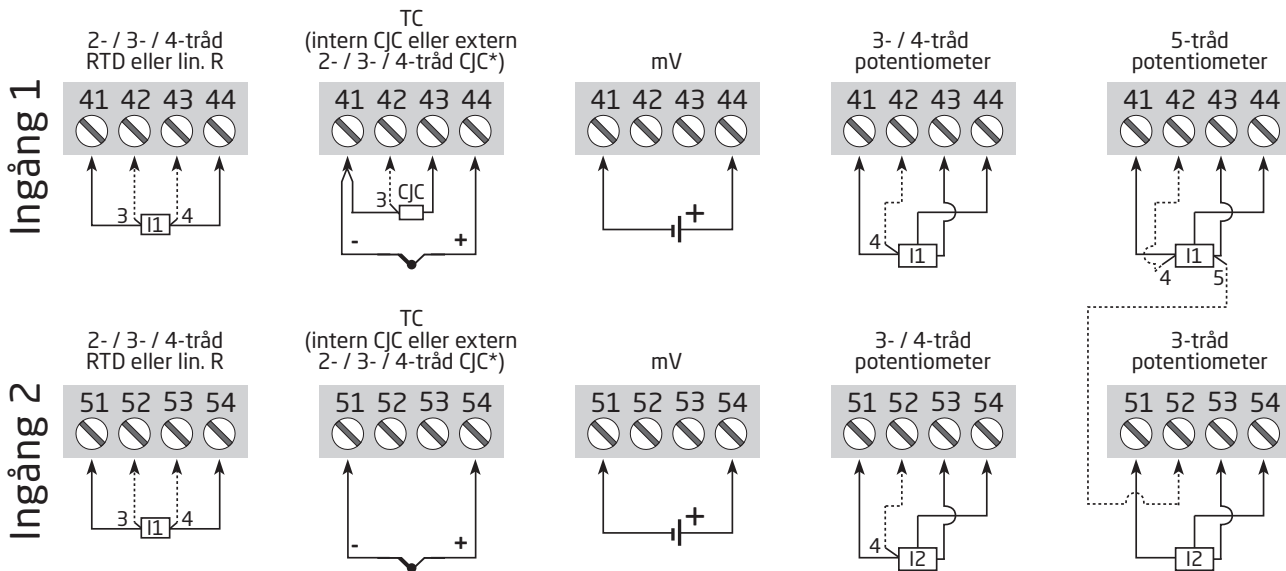 Ingång 1
2- / 3- / 4-tråd
RTD eller lin. R
41 42 43 44
3 I1 4
TC
(intern CJC eller extern
2- / 3- / 4-tråd CJC*)
41 42 43 44
3 CJC
- +
mV
41 42 43 44
+
3- / 4-tråd
potentiometer
41 42 43 44
4 I1
5-tråd
potentiometer
41 42 43 44
I1
4 5
Ingång 2
2- / 3- / 4-tråd
RTD eller lin. R
51 52 53 54
3 I1 4
TC
(intern CJC eller extern
2- / 3- / 4-tråd CJC*)
51 52 53 54
- +
mV
51 52 53 54
+
3- / 4-tråd
potentiometer
51 52 53 54
4 I2
3-tråd
potentiometer
51 52 53 54
I2